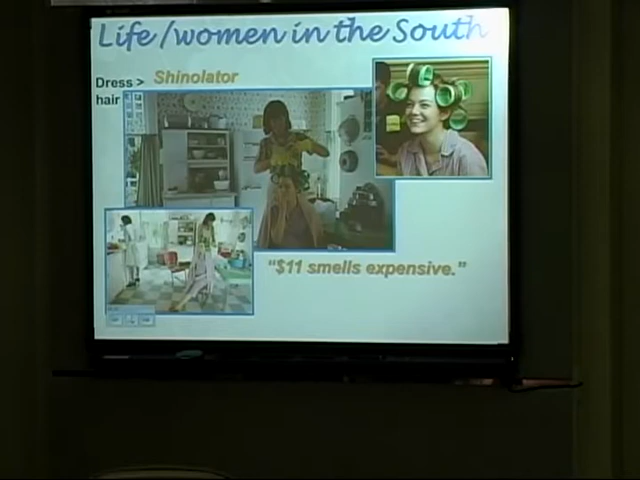 Life/women in the South
Dress > Shinolator
hair
"$11 smells expensive."